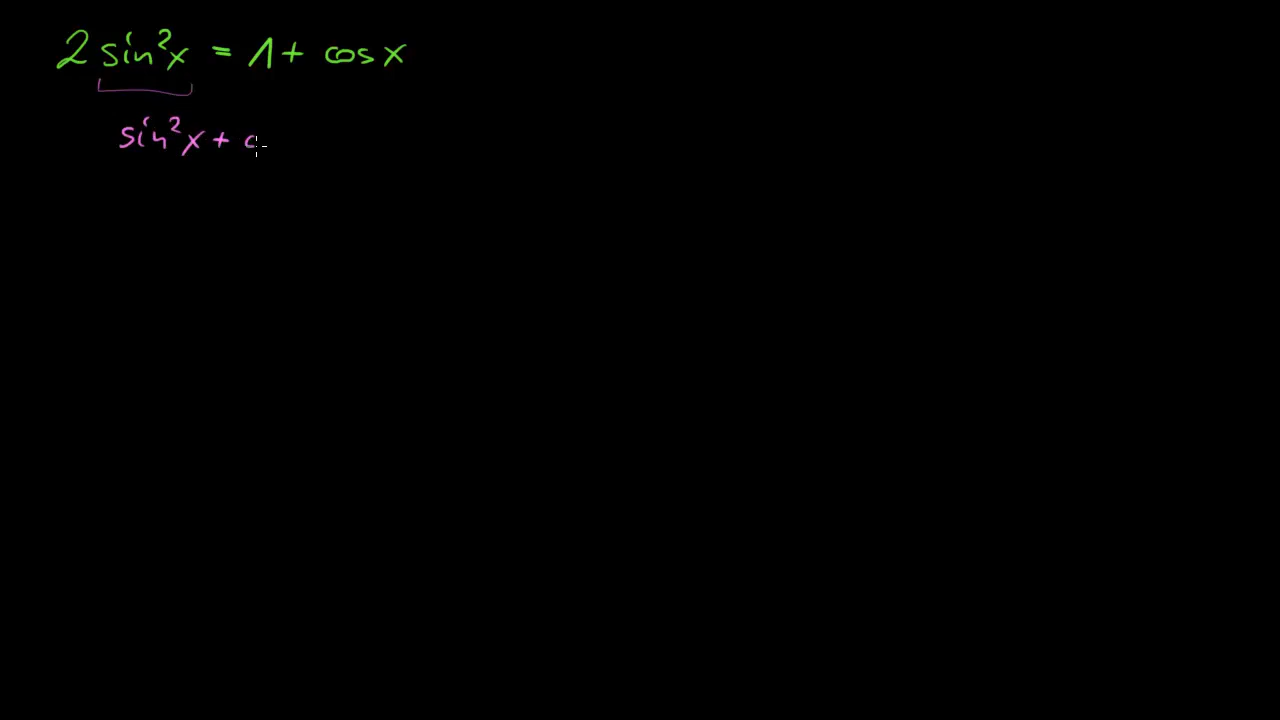 2 sin²x = 1 + cos x
sin²x + c